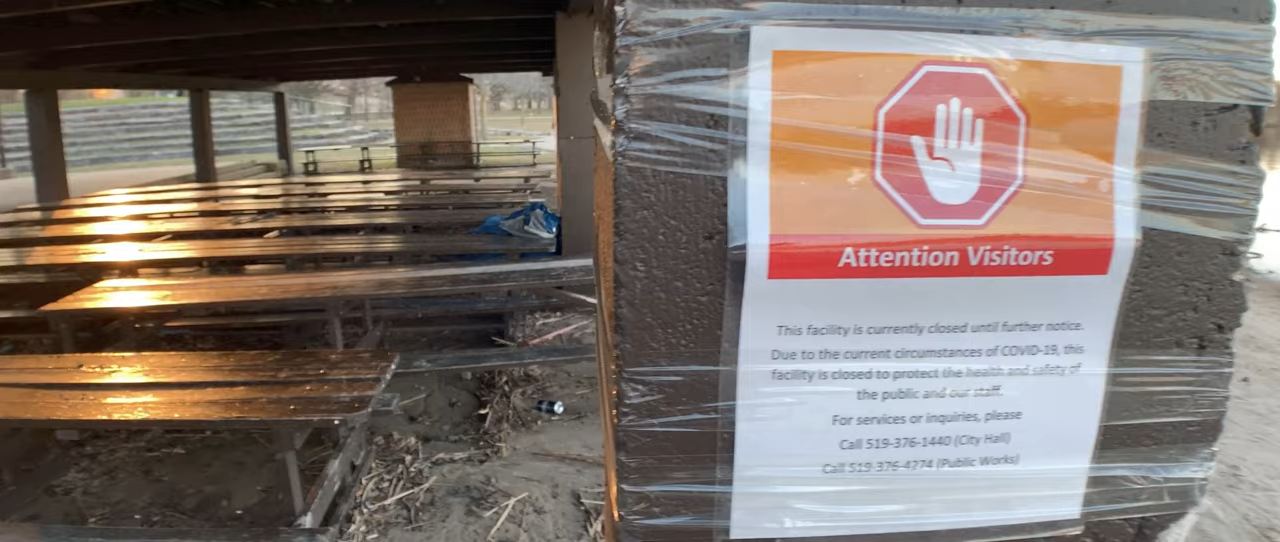 Attention Visitors
This facility is currently closed until further notice.
Due to the current circumstances of COVID-19, this
facility is closed to protect the health and safety of
the public and our staff.
For services or inquiries, please
Call 519-376-1440 (City Hall)
Call 519-376-4274 (Public Works)